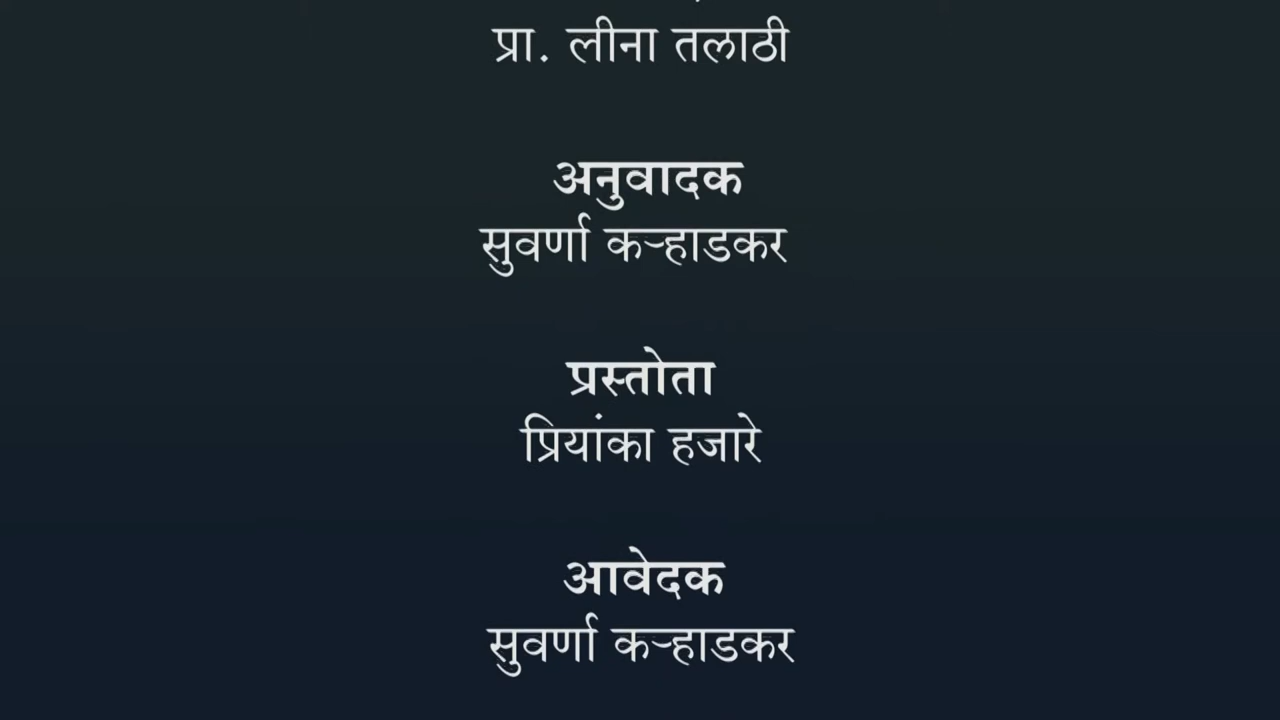 प्रा. लीना तलाठी
अनुवादक
सुवर्णा कऱ्हाडकर
प्रस्तोता
प्रियांका हजारे
आवेदक
सुवर्णा कऱ्हाडकर